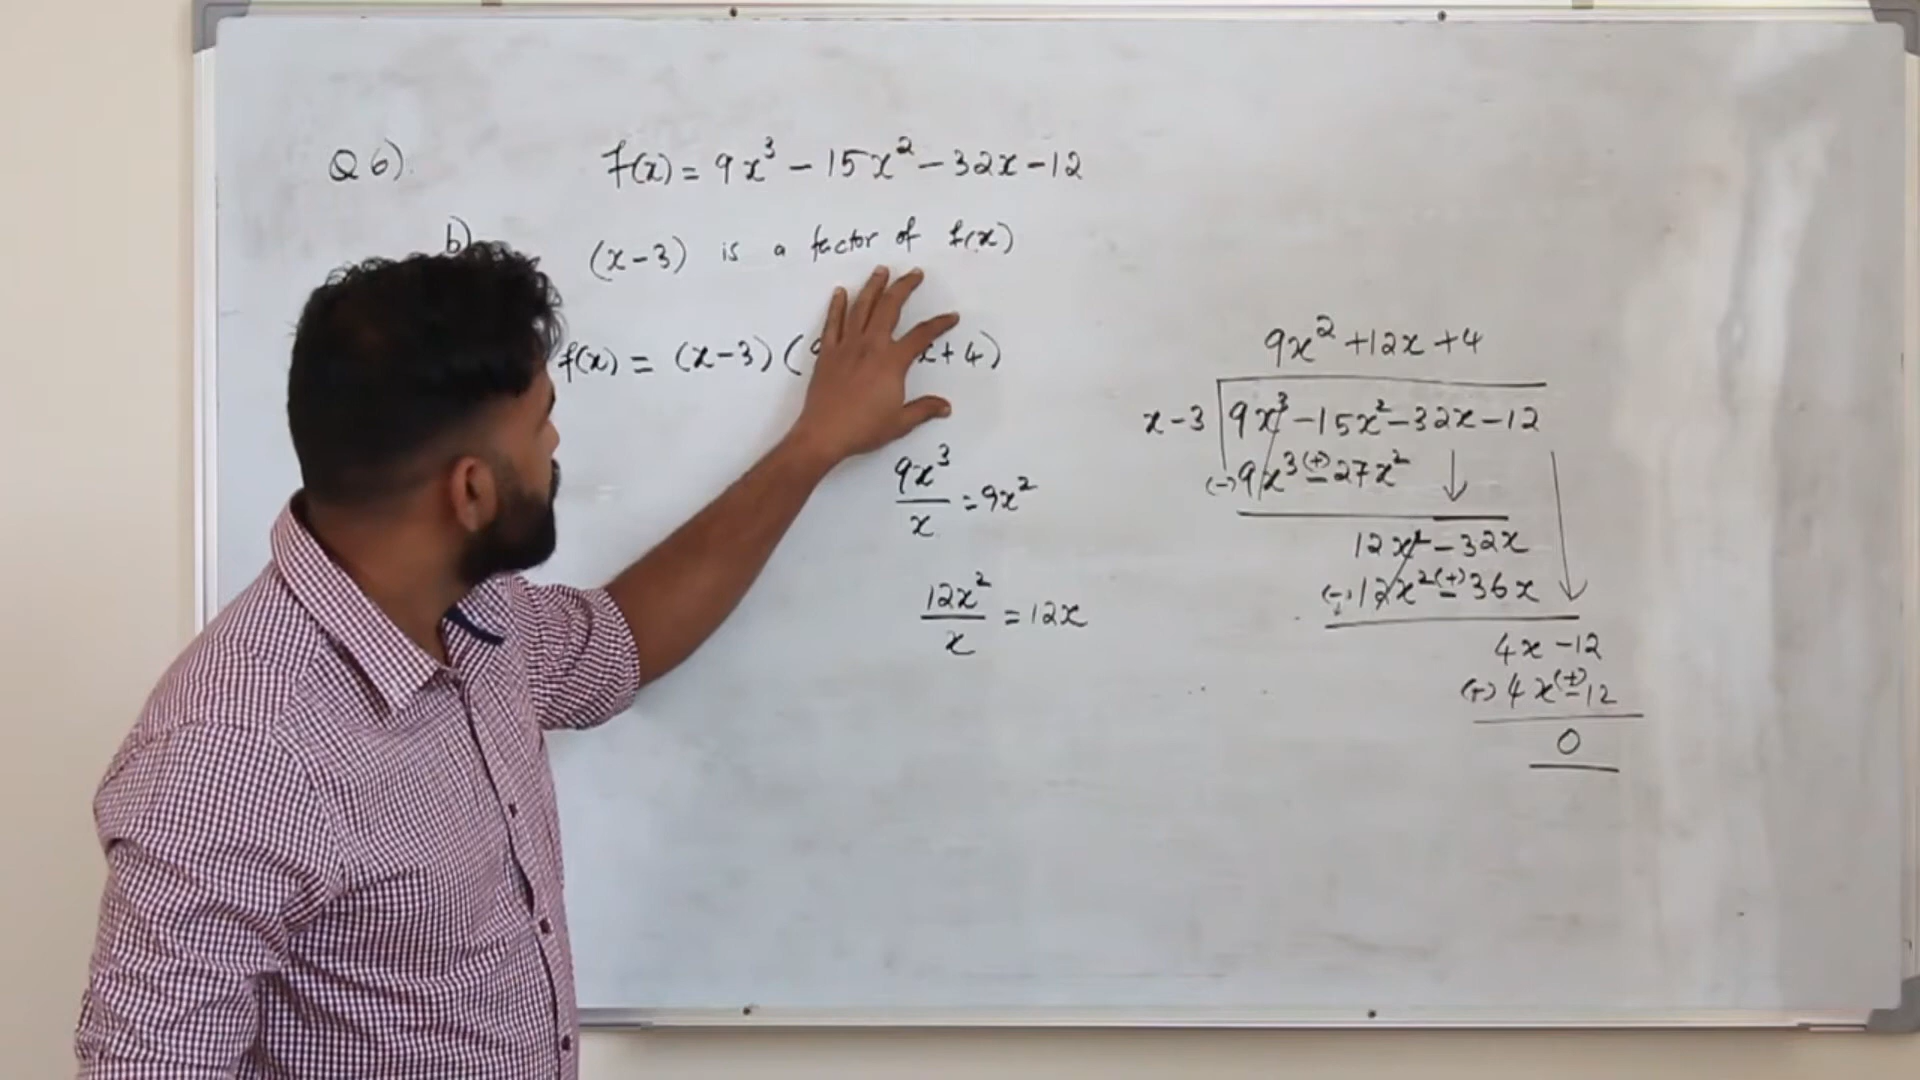 Q6).
f(x) = 9x³ - 15x² - 32x - 12
b)
(x-3) is a factor of f(x)
f(x) = (x-3)(9 x+4)
9x³/x = 9x²
12x²/x = 12x
9x² + 12x + 4
x-3 9x³ - 15x² - 32x - 12
(-) 9x³ (+)- 27x²
12x² - 32x
(-) 12x² (+)- 36x
4x - 12
4x (+)- 12
0